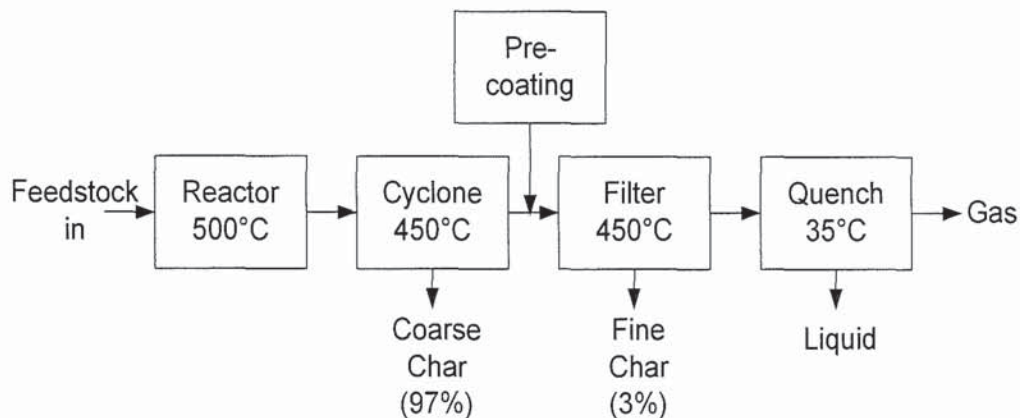 Pre-
coating
Feedstock
in
Reactor
500°C
Cyclone
450°C
Filter
450°C
Quench
35°C
Gas
Coarse
Char
(97%)
Fine
Char
(3%)
Liquid